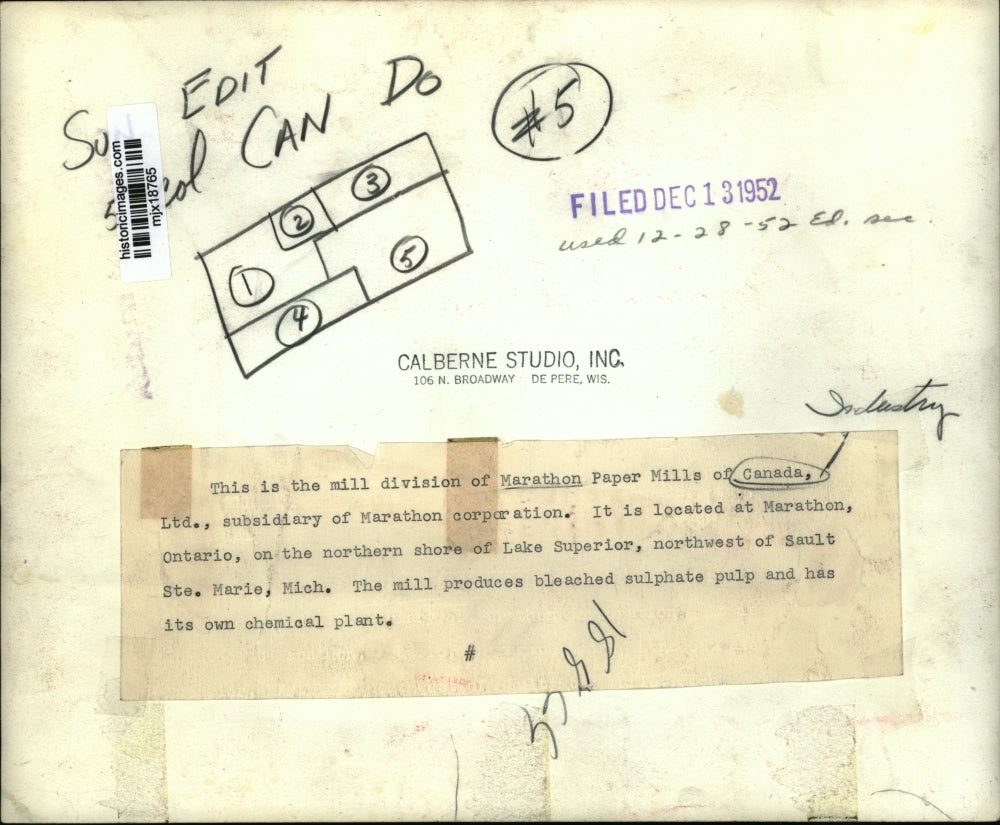 EDIT
CAN DO
#5
historicimages.com
mjx18765
1
2
3
4
5
FILED DEC 13 1952
used 12-28-52 Ed. sec.
CALBERNE STUDIO, INC.
106 N. BROADWAY DE PERE, WIS.
Industry
This is the mill division of Marathon Paper Mills of Canada,
Ltd., subsidiary of Marathon corporation. It is located at Marathon,
Ontario, on the northern shore of Lake Superior, northwest of Sault
Ste. Marie, Mich. The mill produces bleached sulphate pulp and has
its own chemical plant.
#